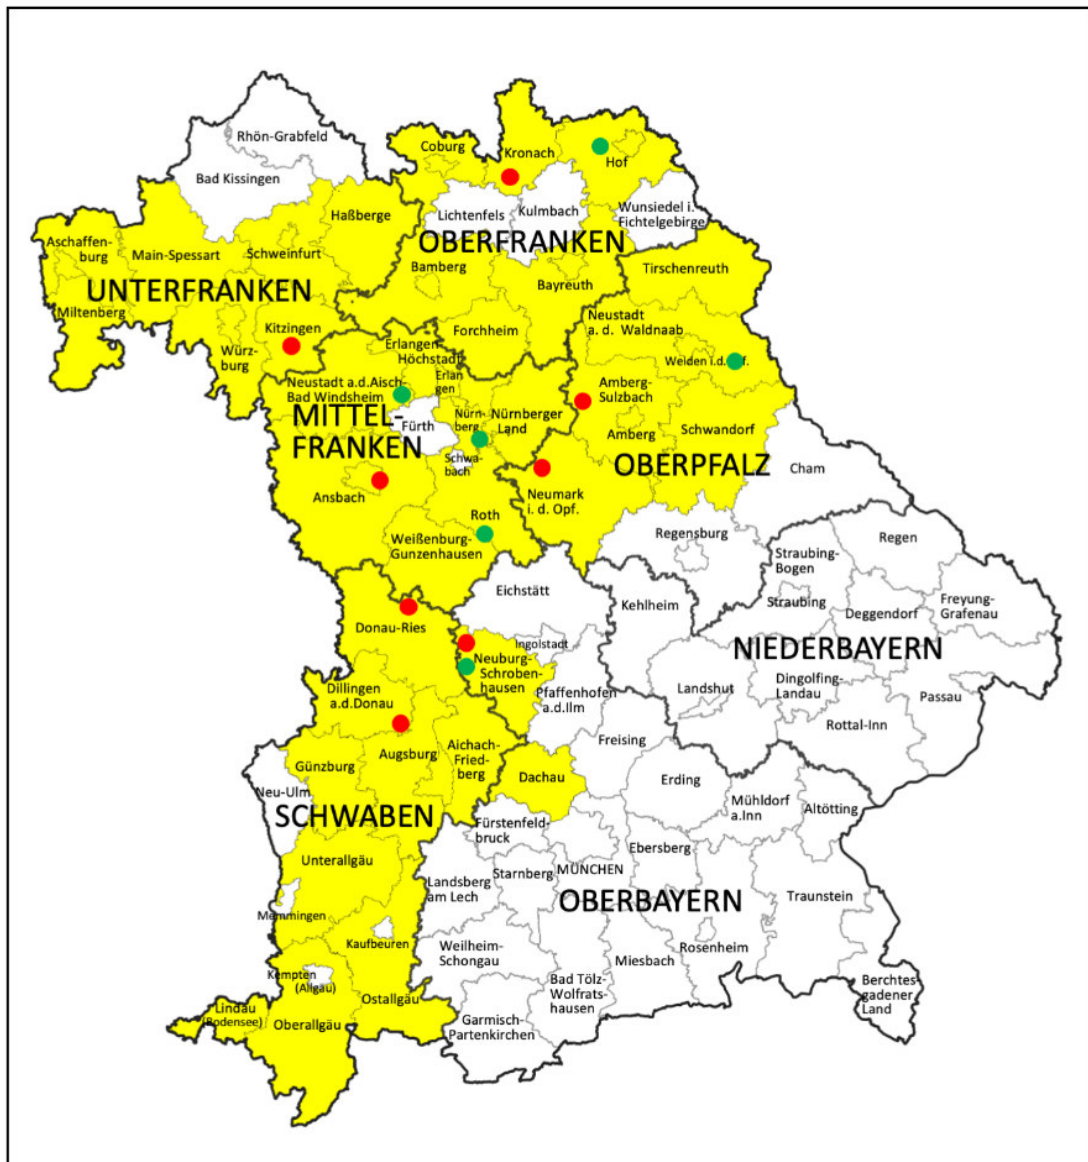 Rhön-Grabfeld
Bad Kissingen
Coburg
Kronach
Hof
Lichtenfels
Kulmbach
Wunsiedel i.
Fichtelgebirge
OBERFRANKEN
Haßberge
Aschaffen-
burg
Main-Spessart
Schweinfurt
UNTERFRANKEN
Miltenberg
Kitzingen
Würz-
burg
Bamberg
Bayreuth
Forchheim
Tirschenreuth
Neustadt
a. d. Waldnaab
Erlangen
Höchstadt
Erlan
gen
Neustadt a.d.Aisch-
Bad Windsheim
MITTEL-
FRANKEN
Fürth
Nürn-
berg
Nürnberger
Land
Schwa-
bach
Amberg-
Sulzbach
Amberg
Schwandorf
OBERPFALZ
Cham
Ansbach
Neumark
i. d. Opf.
Roth
Weißenburg-
Gunzenhausen
Regensburg
Regen
Straubing-
Bogen
Straubing
Deggendorf
Freyung-
Grafenau
Eichstätt
Kehlheim
NIEDERBAYERN
Donau-Ries
Ingolstadt
Neuburg-
Schroben-
hausen
Pfaffenhofen
a.d.Ilm
Landshut
Dingolfing-
Landau
Passau
Rottal-Inn
Dillingen
a.d.Donau
Augsburg
Aichach-
Fried-
berg
Günzburg
Neu-Ulm
SCHWABEN
Dachau
Freising
Erding
Mühldorf
a.Inn
Altötting
Fürstenfeld-
bruck
Unterallgäu
Landsberg
am Lech
Starnberg
MÜNCHEN
Ebersberg
OBERBAYERN
Traunstein
Memmingen
Kaufbeuren
Weilheim-
Schongau
Miesbach
Rosenheim
Kempten
(Allgäu)
Ostallgäu
Bad Tölz-
Wolfrats-
hausen
Berchtes-
gadener
Land
Lindau
(Bodensee)
Oberallgäu
Garmisch-
Partenkirchen